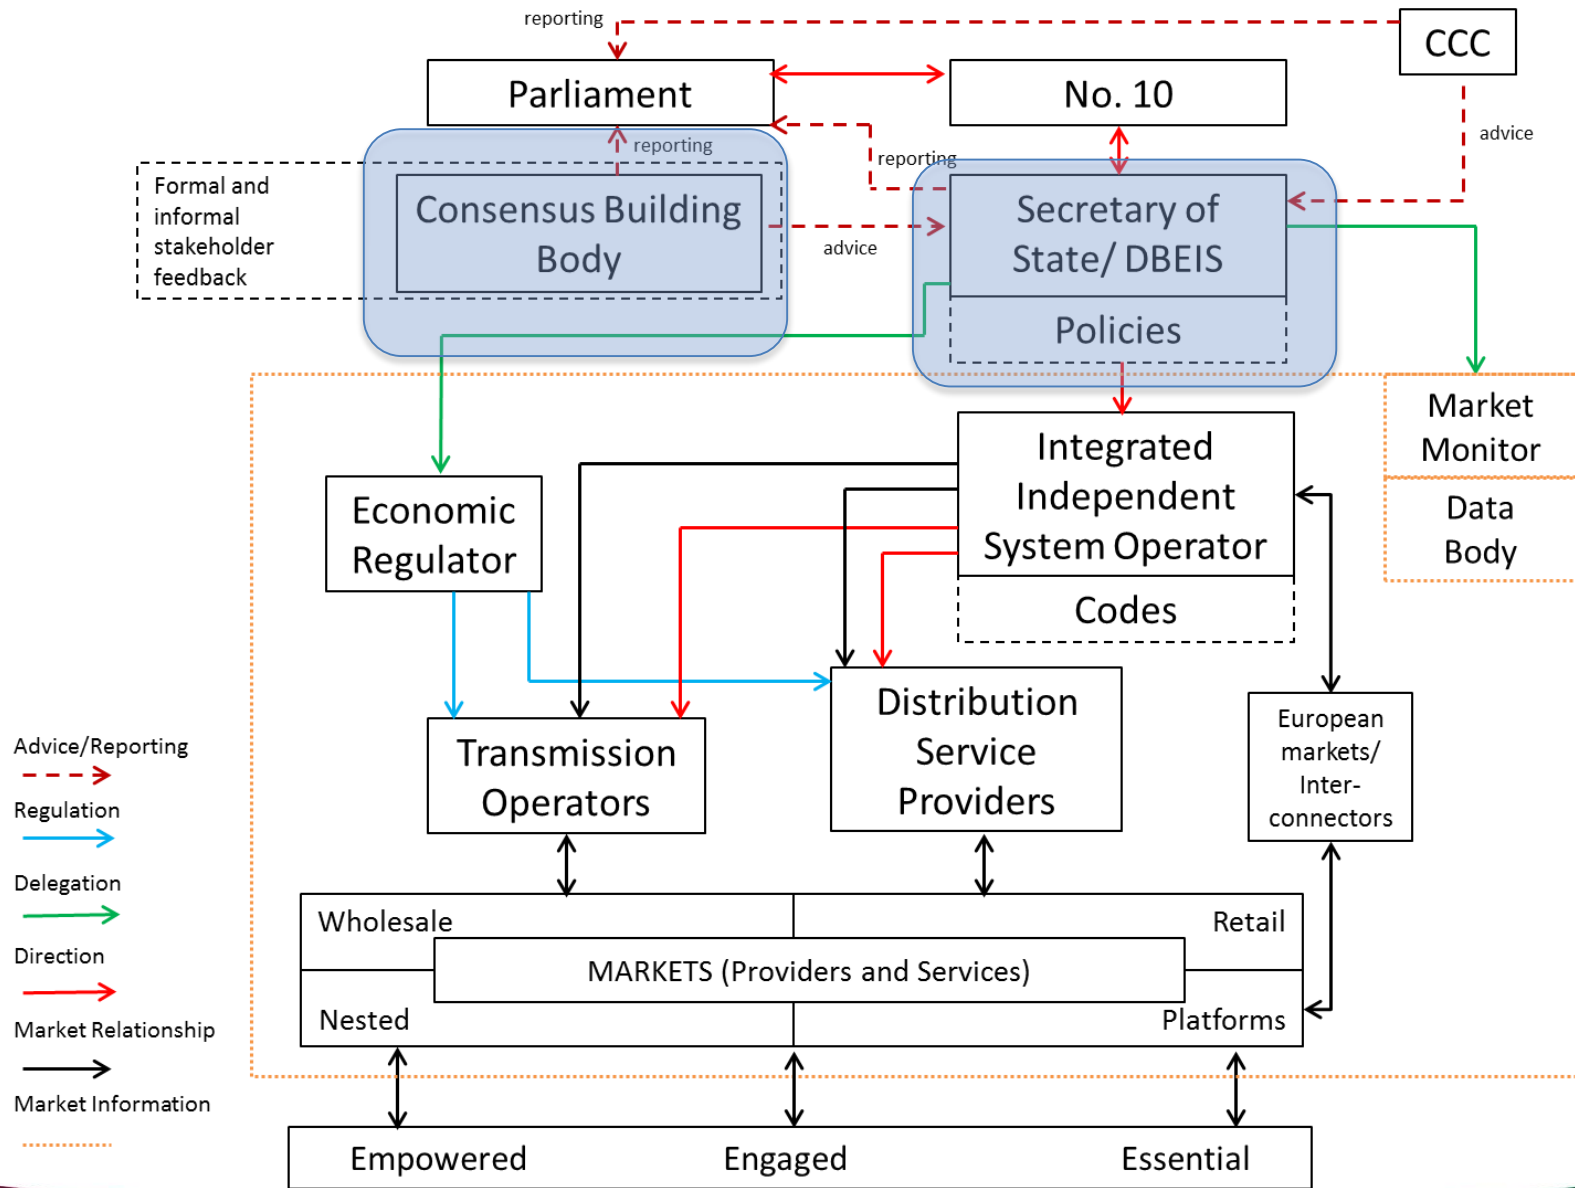 reporting
CCC
Parliament
No. 10
advice
reporting
reporting
Formal and
informal
stakeholder
feedback
Consensus Building
Body
advice
Secretary of
State/ DBEIS
Policies
Market
Monitor
Data
Body
Integrated
Independent
System Operator
Codes
Economic
Regulator
Distribution
Service
Providers
Transmission
Operators
European
markets/
Inter-
connectors
Advice/Reporting
Regulation
Delegation
Direction
Market Relationship
Market Information
Wholesale
Retail
MARKETS (Providers and Services)
Nested
Platforms
Empowered
Engaged
Essential